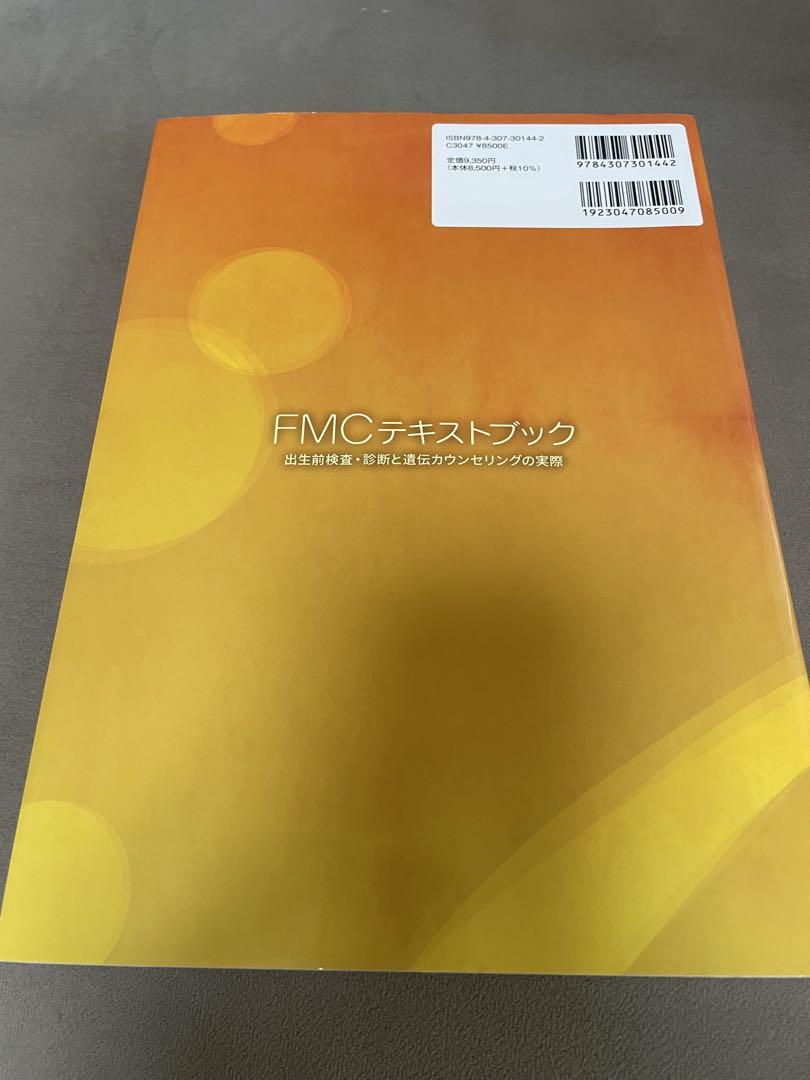 ISBN978-4-307-30144-2
C3047 ¥8500E
定価9,350円
(本体8,500円+税10%)
9784307301442
1923047085009
FMCテキストブック
出生前検査・診断と遺伝カウンセリングの実際